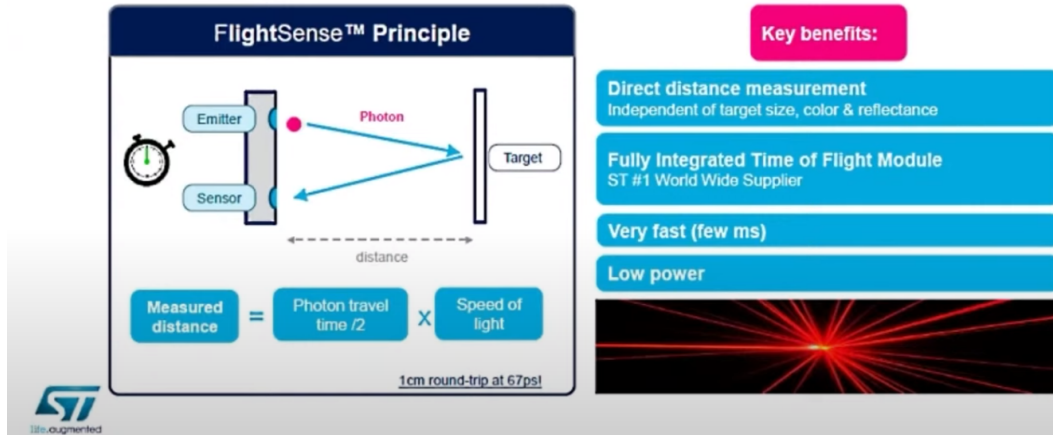 FlightSense™ Principle
Emitter
Photon
Target
Sensor
distance
Measured
distance
=
Photon travel
time /2
X
Speed of
light
1cm round-trip at 67ps!
ST
life.augmented
Key benefits:
Direct distance measurement
Independent of target size, color & reflectance
Fully Integrated Time of Flight Module
ST #1 World Wide Supplier
Very fast (few ms)
Low power